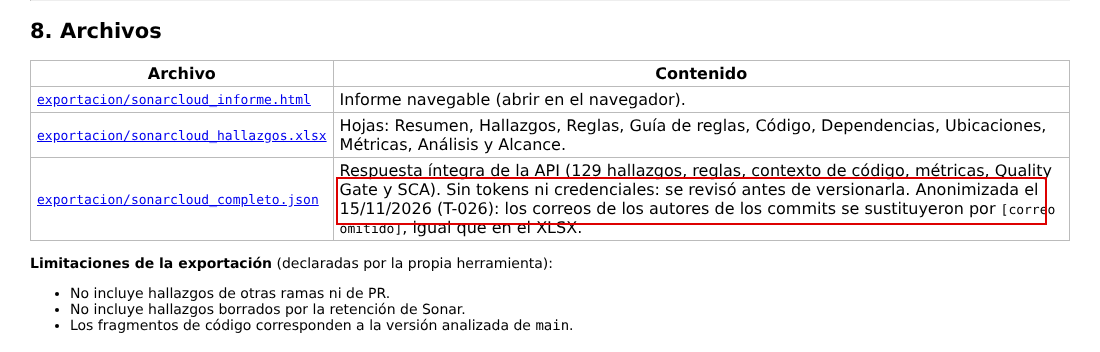 8. Archivos
Archivo
Contenido
exportacion/sonarcloud_informe.html
Informe navegable (abrir en el navegador).
exportacion/sonarcloud_hallazgos.xlsx
Hojas: Resumen, Hallazgos, Reglas, Guía de reglas, Código, Dependencias, Ubicaciones,
Métricas, Análisis y Alcance.
exportacion/sonarcloud_completo.json
Respuesta íntegra de la API (129 hallazgos, reglas, contexto de código, métricas, Quality
Gate y SCA). Sin tokens ni credenciales: se revisó antes de versionarla. Anonimizada el
15/11/2026 (T-026): los correos de los autores de los commits se sustituyeron por [correo
omitido], igual que en el XLSX.
Limitaciones de la exportación (declaradas por la propia herramienta):
• No incluye hallazgos de otras ramas ni de PR.
• No incluye hallazgos borrados por la retención de Sonar.
• Los fragmentos de código corresponden a la versión analizada de main.